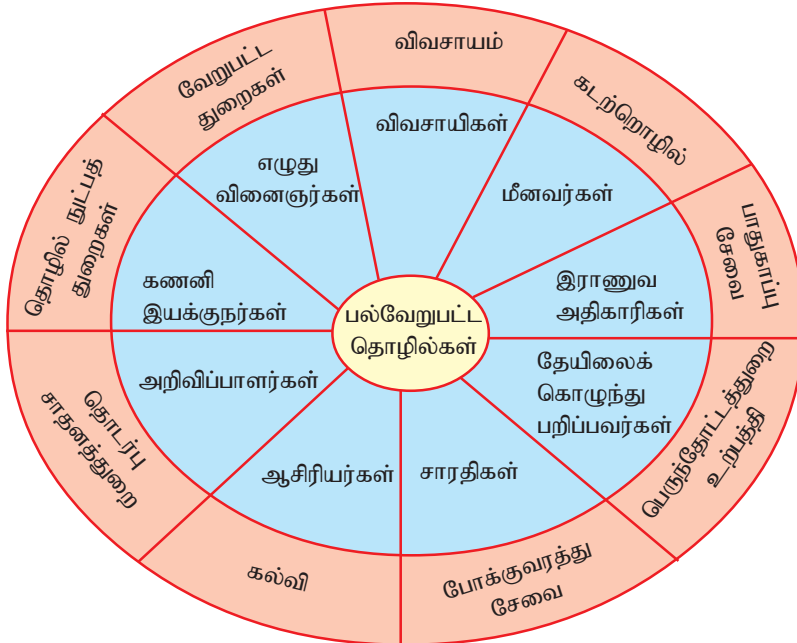 விவசாயம்
கடற்றொழில்
பாதுகாப்பு
சேவை
பெருந்தோட்டத்துறை
உற்பத்தி
போக்குவரத்து
சேவை
கல்வி
தொடர்பு
சாதனத்துறை
தொழில் நுட்பத்
துறைகள்
வேறுபட்ட
துறைகள்
விவசாயிகள்
மீனவர்கள்
இராணுவ
அதிகாரிகள்
தேயிலைக்
கொழுந்து
பறிப்பவர்கள்
சாரதிகள்
ஆசிரியர்கள்
அறிவிப்பாளர்கள்
கணனி
இயக்குநர்கள்
எழுது
வினைஞர்கள்
பல்வேறுபட்ட
தொழில்கள்